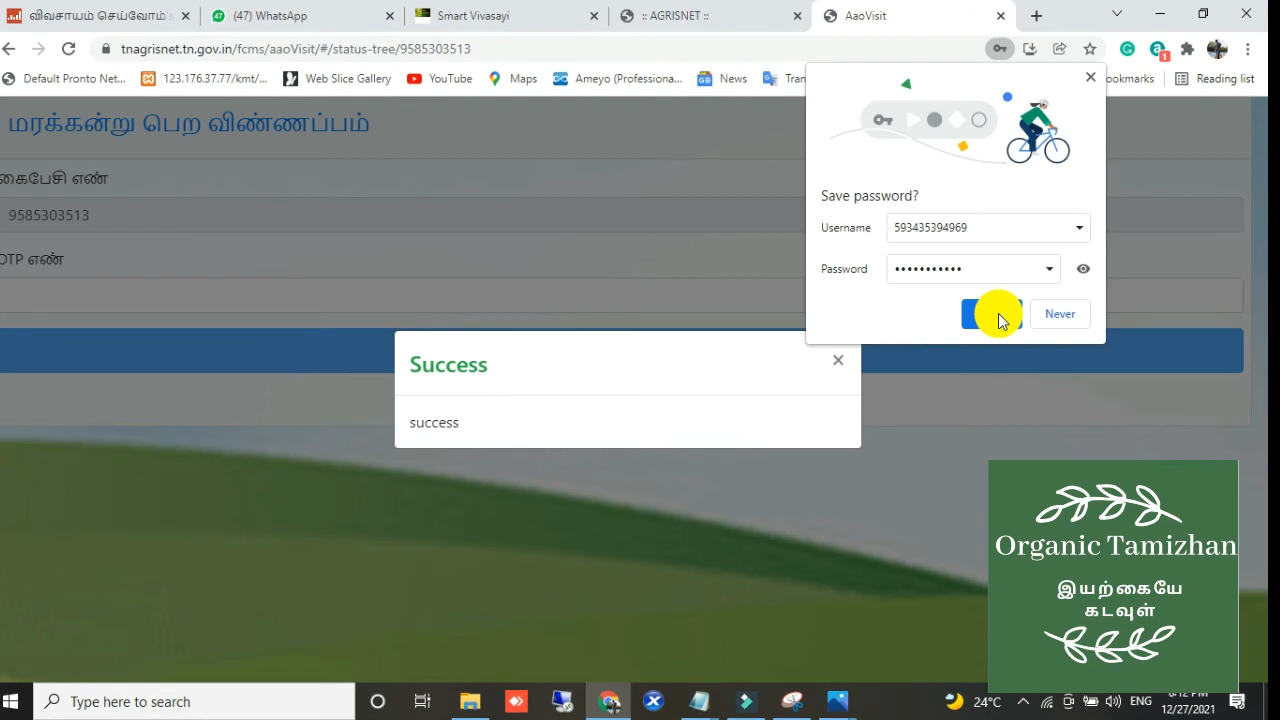 விவசாயம் செய்வோம்'s
(47) WhatsApp
Smart Vivasayi
:: AGRISNET ::
AaoVisit
tnagrisnet.tn.gov.in/fcms/aaoVisit/#/status-tree/9585303513
1
Default Pronto Net...
123.176.37.77/kmt/...
Web Slice Gallery
YouTube
Maps
Ameyo (Professiona...
News
Reading list
மரக்கன்று பெற விண்ணப்பம்
கைபேசி எண்
9585303513
OTP எண்
Save password?
Username
593435394969
Password
Never
Success
success
Organic Tamizhan
இயற்கையே
கடவுள்
Type here to search
24°C
ENG
12/27/2021